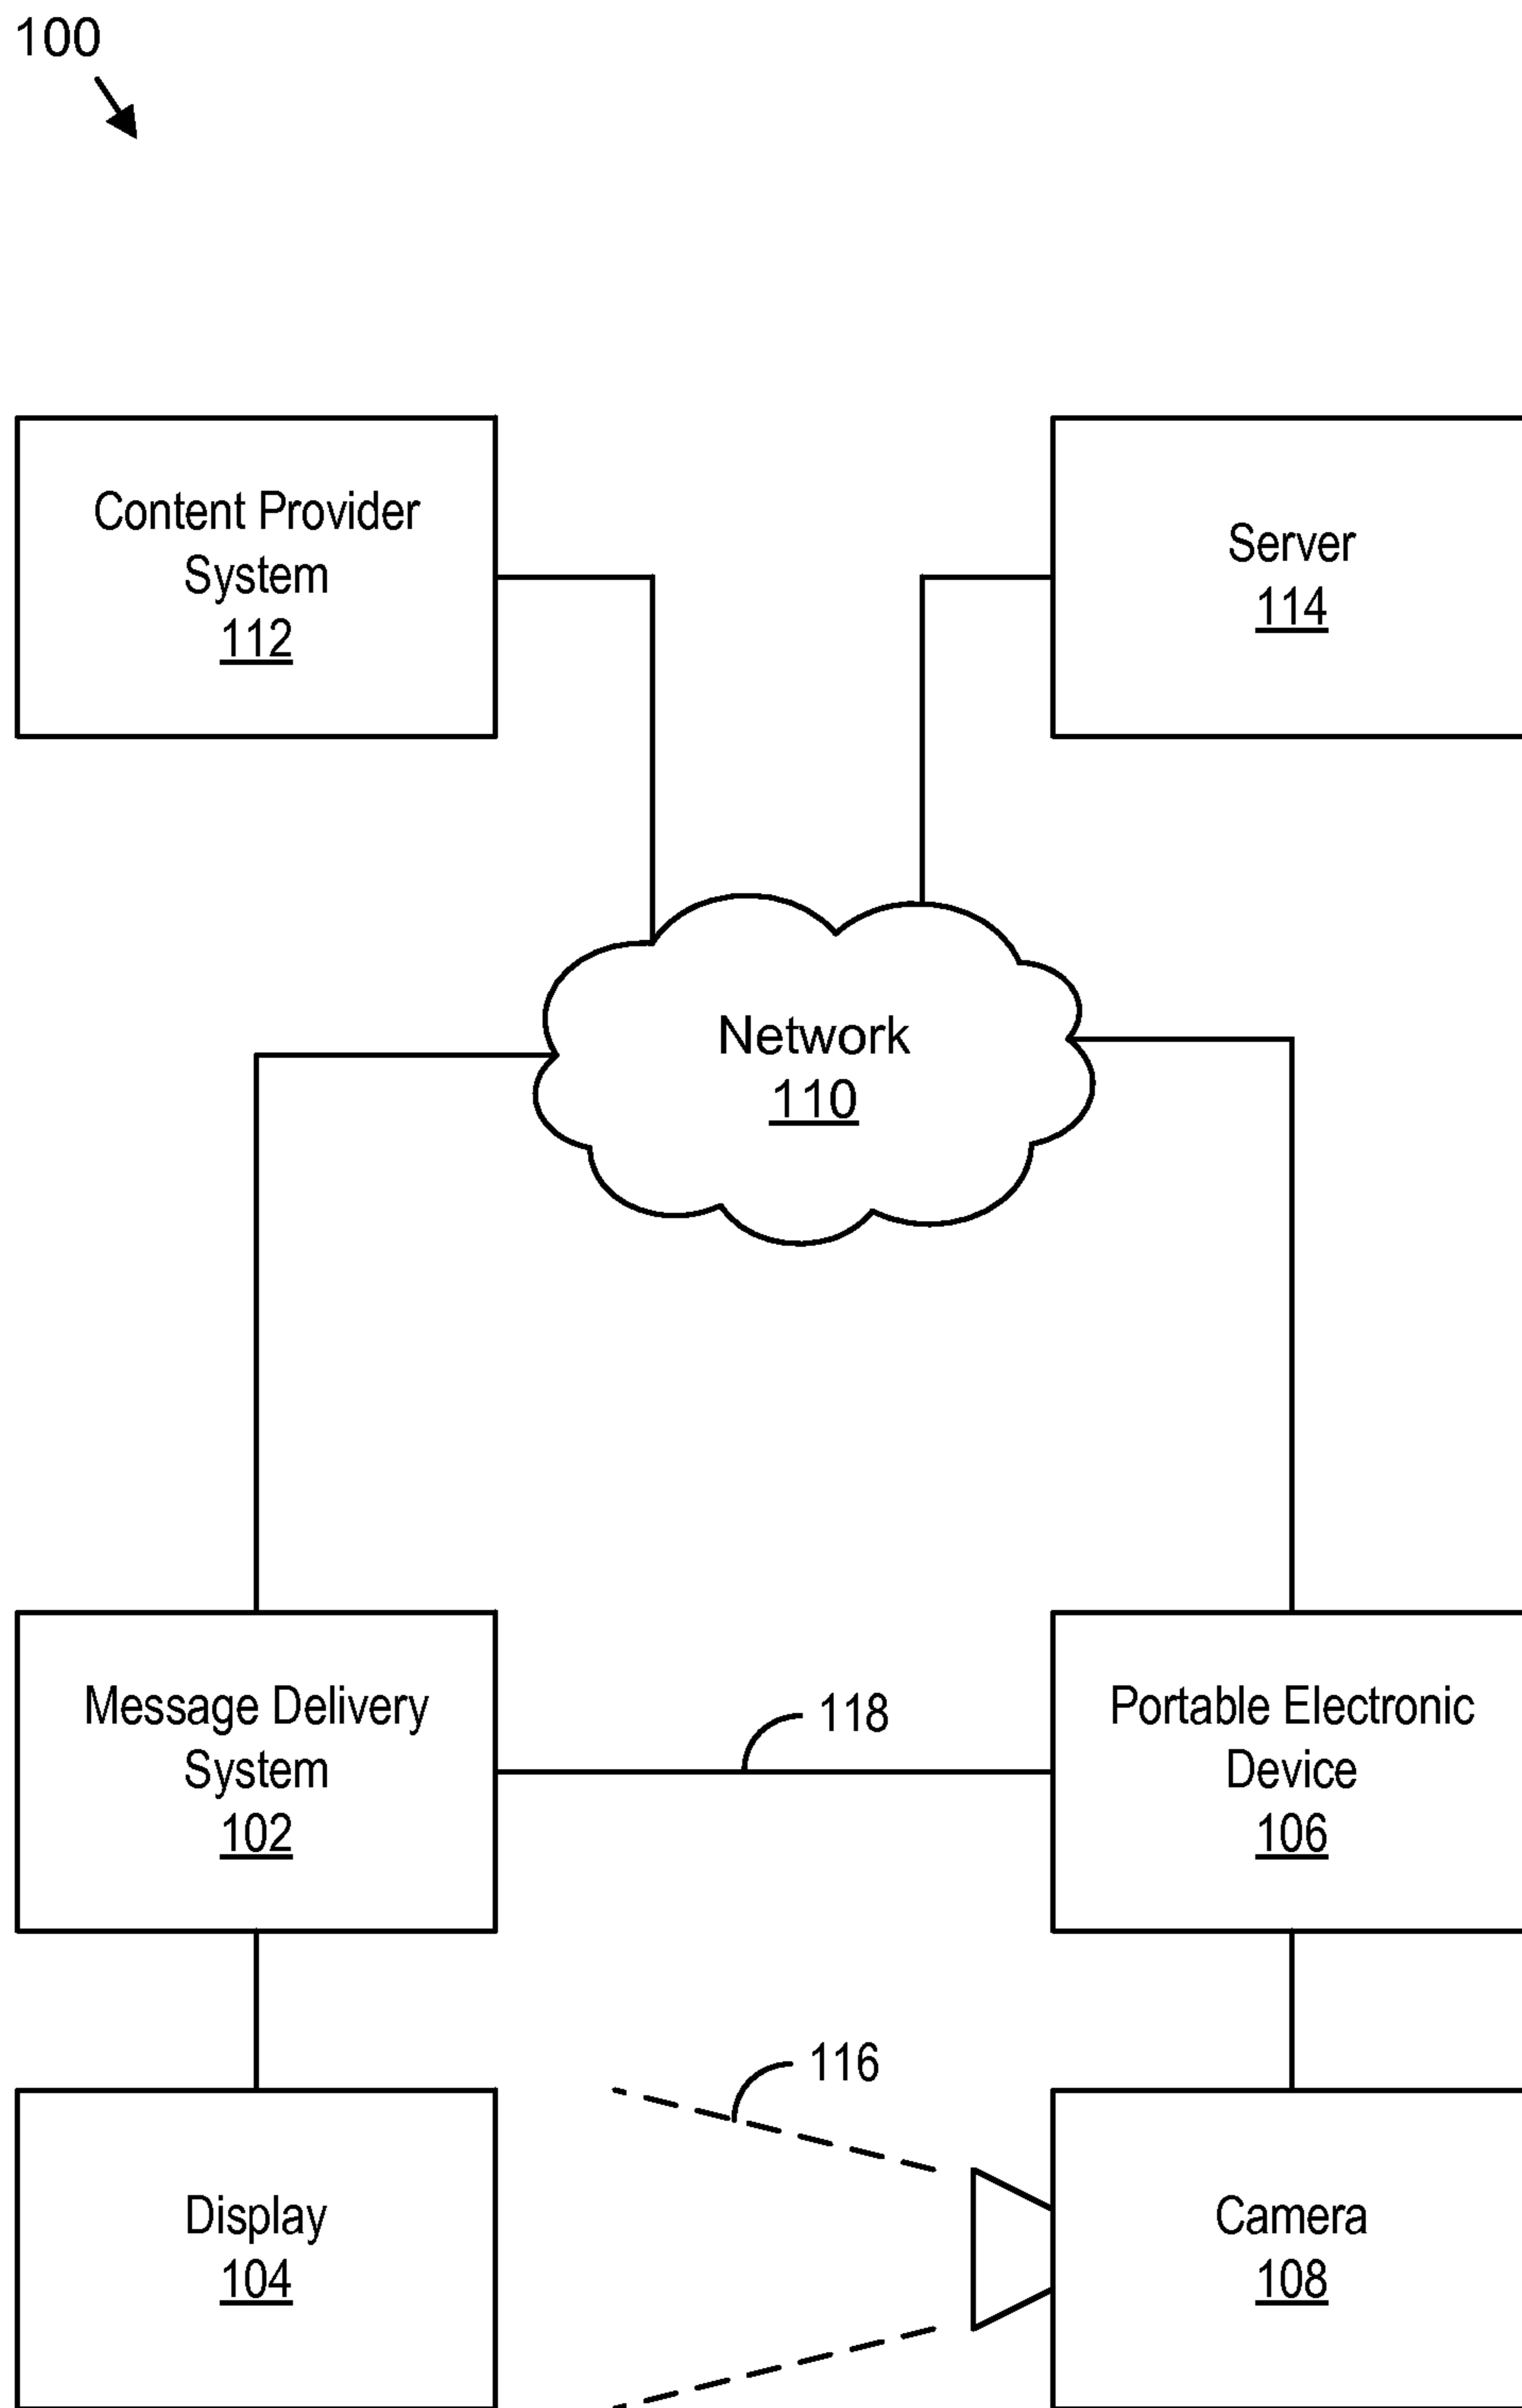 100
Content Provider
System
112
Server
114
Network
110
Message Delivery
System
102
118
Portable Electronic
Device
106
116
Display
104
Camera
108